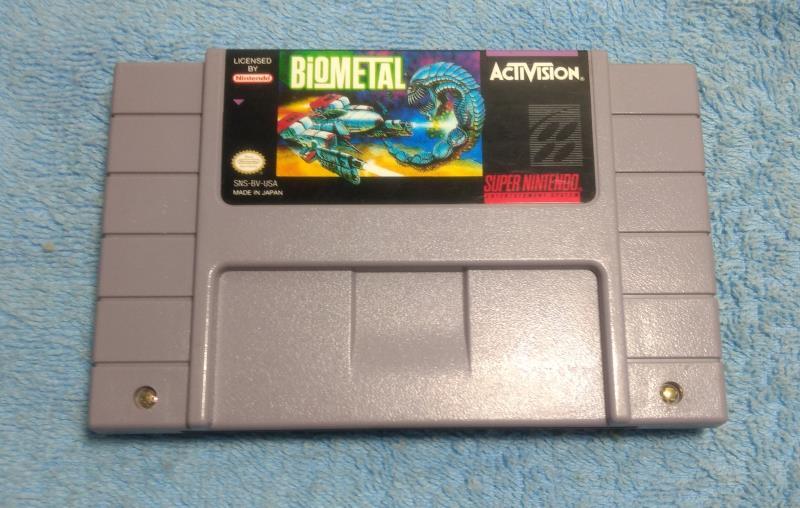 LICENSED
BY
Nintendo
BIOMETAL
ACTIVISION®
SNS-BV-USA
MADE IN JAPAN
SUPER NINTENDO
ENTERTAINMENT SYSTEM